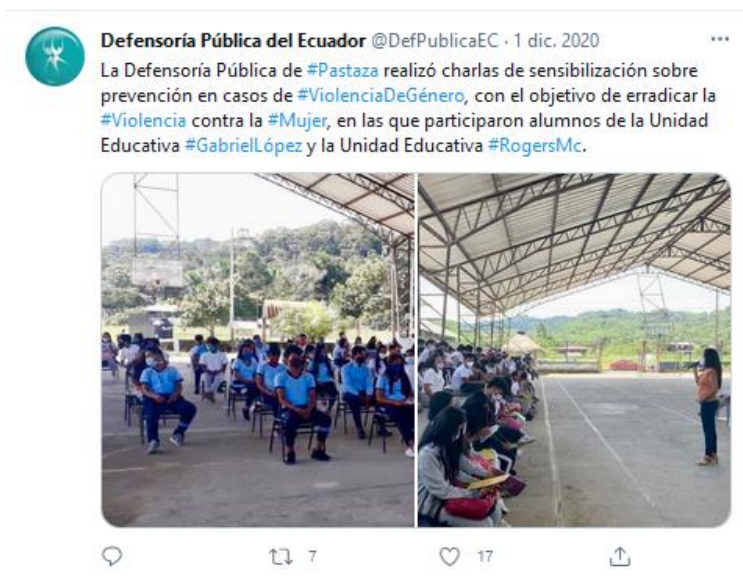 Defensoría Pública del Ecuador @DefPublicaEC · 1 dic. 2020
La Defensoría Pública de #Pastaza realizó charlas de sensibilización sobre
prevención en casos de #ViolenciaDeGénero, con el objetivo de erradicar la
#Violencia contra la #Mujer, en las que participaron alumnos de la Unidad
Educativa #GabrielLópez y la Unidad Educativa #RogersMc.
7 17